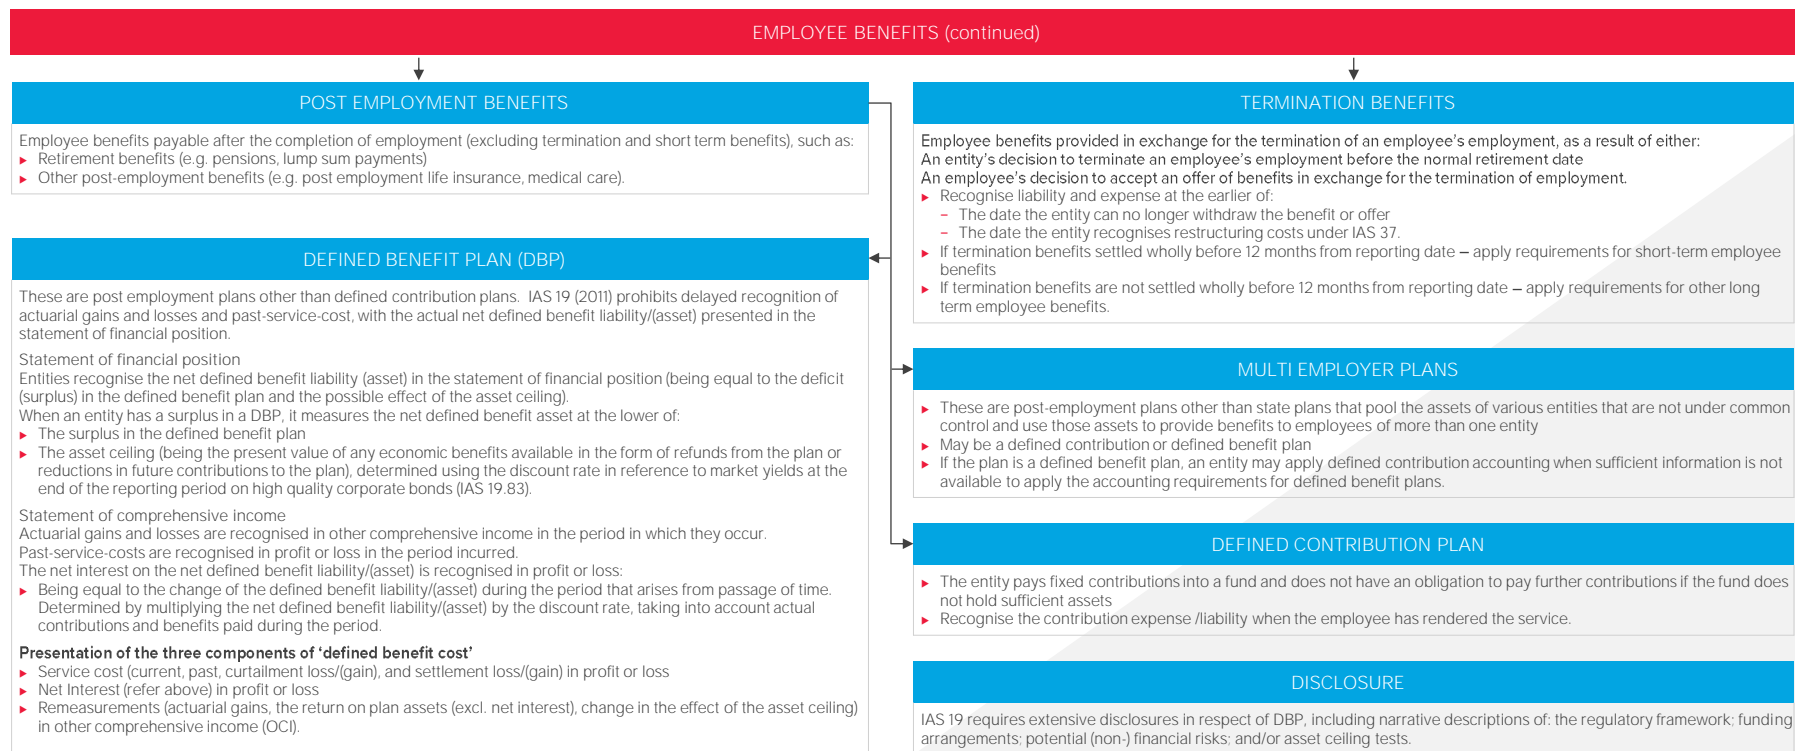 EMPLOYEE BENEFITS (continued)
POST EMPLOYMENT BENEFITS
Employee benefits payable after the completion of employment (excluding termination and short term benefits), such as:
► Retirement benefits (e.g. pensions, lump sum payments)
► Other post-employment benefits (e.g. post employment life insurance, medical care).
DEFINED BENEFIT PLAN (DBP)
These are post employment plans other than defined contribution plans. IAS 19 (2011) prohibits delayed recognition of
actuarial gains and losses and past-service-cost, with the actual net defined benefit liability/(asset) presented in the
statement of financial position.
Statement of financial position
Entities recognise the net defined benefit liability (asset) in the statement of financial position (being equal to the deficit
(surplus) in the defined benefit plan and the possible effect of the asset ceiling).
When an entity has a surplus in a DBP, it measures the net defined benefit asset at the lower of:
► The surplus in the defined benefit plan
► The asset ceiling (being the present value of any economic benefits available in the form of refunds from the plan or
reductions in future contributions to the plan), determined using the discount rate in reference to market yields at the
end of the reporting period on high quality corporate bonds (IAS 19.83).
Statement of comprehensive income
Actuarial gains and losses are recognised in other comprehensive income in the period in which they occur.
Past-service-costs are recognised in profit or loss in the period incurred.
The net interest on the net defined benefit liability/(asset) is recognised in profit or loss:
► Being equal to the change of the defined benefit liability/(asset) during the period that arises from passage of time.
Determined by multiplying the net defined benefit liability/(asset) by the discount rate, taking into account actual
contributions and benefits paid during the period.
Presentation of the three components of ‘defined benefit cost’
► Service cost (current, past, curtailment loss/(gain), and settlement loss/(gain) in profit or loss
► Net Interest (refer above) in profit or loss
► Remeasurements (actuarial gains, the return on plan assets (excl. net interest), change in the effect of the asset ceiling)
in other comprehensive income (OCI).
TERMINATION BENEFITS
Employee benefits provided in exchange for the termination of an employee’s employment, as a result of either:
An entity’s decision to terminate an employee’s employment before the normal retirement date
An employee’s decision to accept an offer of benefits in exchange for the termination of employment.
► Recognise liability and expense at the earlier of:
– The date the entity can no longer withdraw the benefit or offer
– The date the entity recognises restructuring costs under IAS 37.
► If termination benefits settled wholly before 12 months from reporting date – apply requirements for short-term employee
benefits
► If termination benefits are not settled wholly before 12 months from reporting date – apply requirements for other long
term employee benefits.
MULTI EMPLOYER PLANS
► These are post-employment plans other than state plans that pool the assets of various entities that are not under common
control and use those assets to provide benefits to employees of more than one entity
► May be a defined contribution or defined benefit plan
► If the plan is a defined benefit plan, an entity may apply defined contribution accounting when sufficient information is not
available to apply the accounting requirements for defined benefit plans.
DEFINED CONTRIBUTION PLAN
► The entity pays fixed contributions into a fund and does not have an obligation to pay further contributions if the fund does
not hold sufficient assets
► Recognise the contribution expense /liability when the employee has rendered the service.
DISCLOSURE
IAS 19 requires extensive disclosures in respect of DBP, including narrative descriptions of: the regulatory framework; funding
arrangements; potential (non-) financial risks; and/or asset ceiling tests.